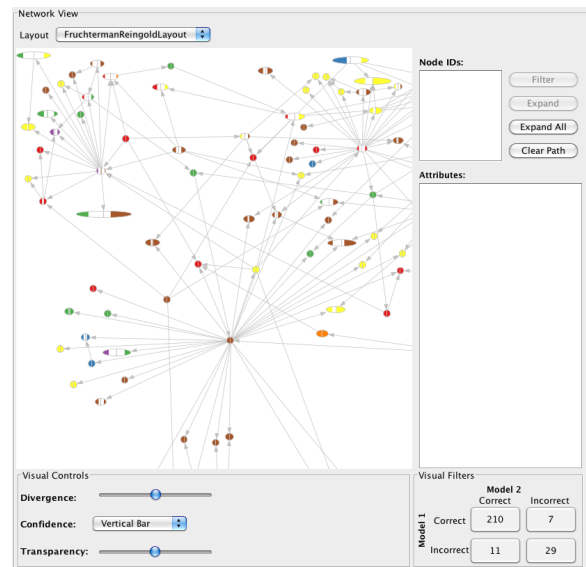 Network View
Layout FruchtermanReingoldLayout
Node IDs:
Filter
Expand
Expand All
Clear Path
Attributes:
Visual Controls
Divergence:
Confidence: Vertical Bar
Transparency:
Visual Filters
Model 2
Correct Incorrect
Model 1
Correct 210 7
Incorrect 11 29